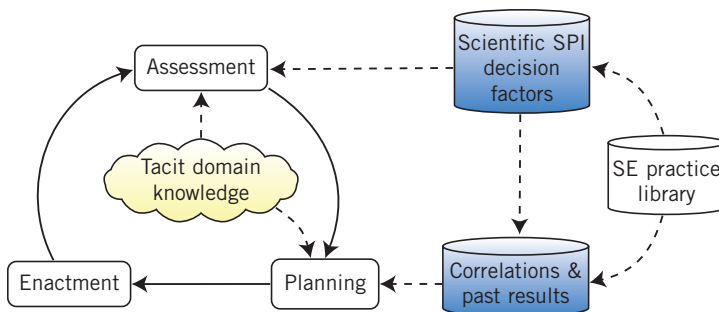 Assessment
Scientific SPI
decision
factors
Tacit domain
knowledge
SE practice
library
Enactment
Planning
Correlations &
past results